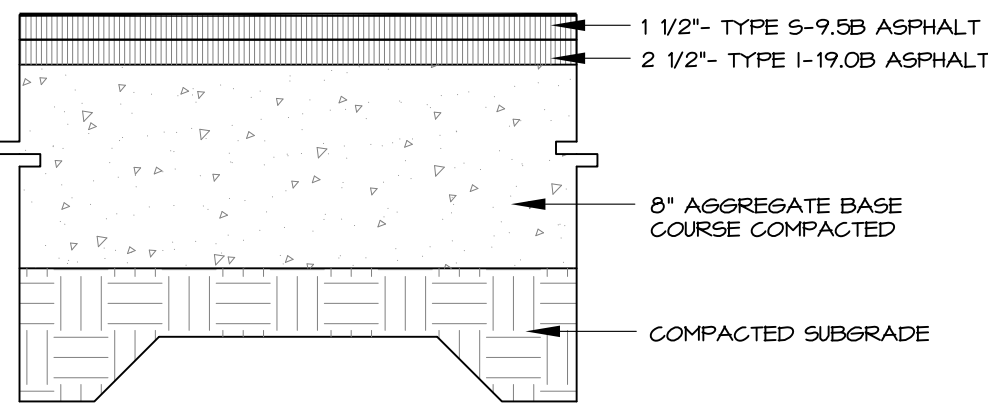 1 1/2"- TYPE S-9.5B ASPHALT
2 1/2"- TYPE I-19.0B ASPHALT
8" AGGREGATE BASE
COURSE COMPACTED
COMPACTED SUBGRADE